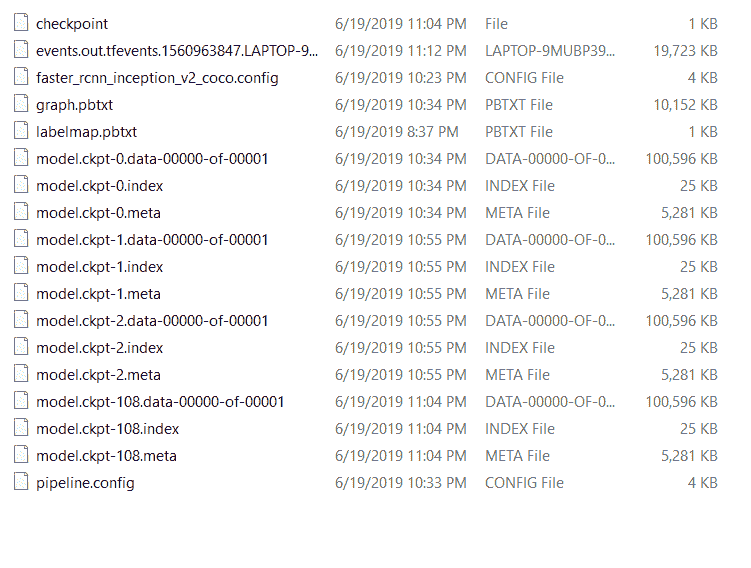 checkpoint 6/19/2019 11:04 PM File 1 KB
events.out.tfevents.1560963847.LAPTOP-9... 6/19/2019 11:12 PM LAPTOP-9MUBP39... 19,723 KB
faster_rcnn_inception_v2_coco.config 6/19/2019 10:23 PM CONFIG File 4 KB
graph.pbtxt 6/19/2019 10:34 PM PBTXT File 10,152 KB
labelmap.pbtxt 6/19/2019 8:37 PM PBTXT File 1 KB
model.ckpt-0.data-00000-of-00001 6/19/2019 10:34 PM DATA-00000-OF-0... 100,596 KB
model.ckpt-0.index 6/19/2019 10:34 PM INDEX File 25 KB
model.ckpt-0.meta 6/19/2019 10:34 PM META File 5,281 KB
model.ckpt-1.data-00000-of-00001 6/19/2019 10:55 PM DATA-00000-OF-0... 100,596 KB
model.ckpt-1.index 6/19/2019 10:55 PM INDEX File 25 KB
model.ckpt-1.meta 6/19/2019 10:55 PM META File 5,281 KB
model.ckpt-2.data-00000-of-00001 6/19/2019 10:55 PM DATA-00000-OF-0... 100,596 KB
model.ckpt-2.index 6/19/2019 10:55 PM INDEX File 25 KB
model.ckpt-2.meta 6/19/2019 10:55 PM META File 5,281 KB
model.ckpt-108.data-00000-of-00001 6/19/2019 11:04 PM DATA-00000-OF-0... 100,596 KB
model.ckpt-108.index 6/19/2019 11:04 PM INDEX File 25 KB
model.ckpt-108.meta 6/19/2019 11:04 PM META File 5,281 KB
pipeline.config 6/19/2019 10:33 PM CONFIG File 4 KB